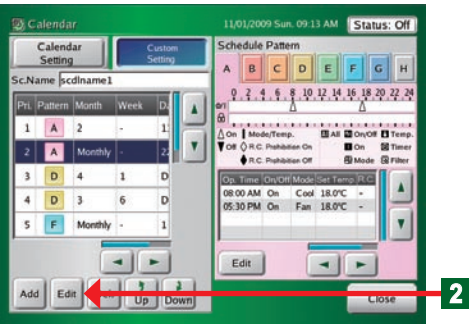 Calendar
11/01/2009 Sun. 09:13 AM Status: Off
Calendar Setting
Custom Setting
Sc.Name scdlname1
Pri. Pattern Month Week Da
1 A 2 - 1
2 A Monthly - 2
3 D 4 1 D
4 D 3 6 D
5 F Monthly - 1
Add Edit Up Down
Schedule Pattern
A B C D E F G H
0 2 4 6 8 10 12 14 16 18 20 22 24
On Mode/Temp. All On/Off Temp.
Off R.C. Prohibition On On Timer
R.C. Prohibition Off Mode Filter
Op. Time On/Off Mode Set Temp R.C.
08:00 AM On Cool 18.0°C -
05:30 PM On Fan 18.0°C -
Edit
Close
2